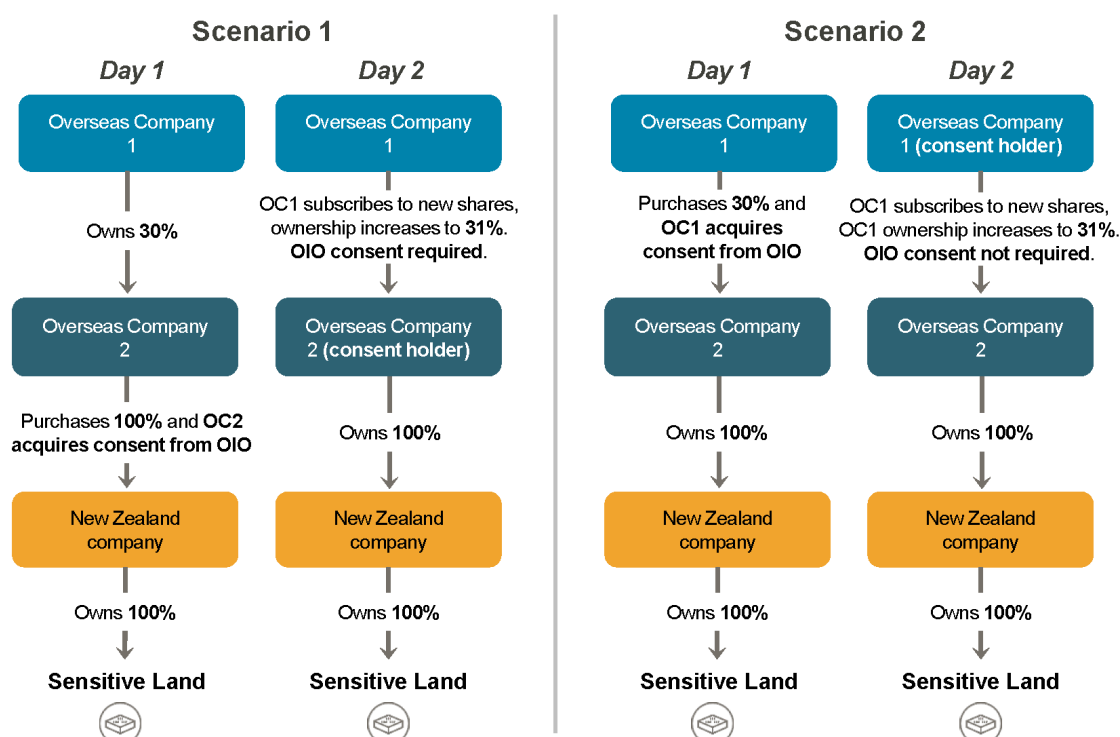 Scenario 1
Day 1
Overseas Company
1
Owns 30%
Overseas Company
2
Purchases 100% and OC2
acquires consent from OIO
New Zealand
company
Owns 100%
Sensitive Land
Day 2
Overseas Company
1
OC1 subscribes to new shares,
ownership increases to 31%.
OIO consent required.
Overseas Company
2 (consent holder)
Owns 100%
New Zealand
company
Owns 100%
Sensitive Land
Scenario 2
Day 1
Overseas Company
1
Purchases 30% and
OC1 acquires
consent from OIO
Overseas Company
2
Owns 100%
New Zealand
company
Owns 100%
Sensitive Land
Day 2
Overseas Company
1 (consent holder)
OC1 subscribes to new shares,
OC1 ownership increases to 31%.
OIO consent not required.
Overseas Company
2
Owns 100%
New Zealand
company
Owns 100%
Sensitive Land